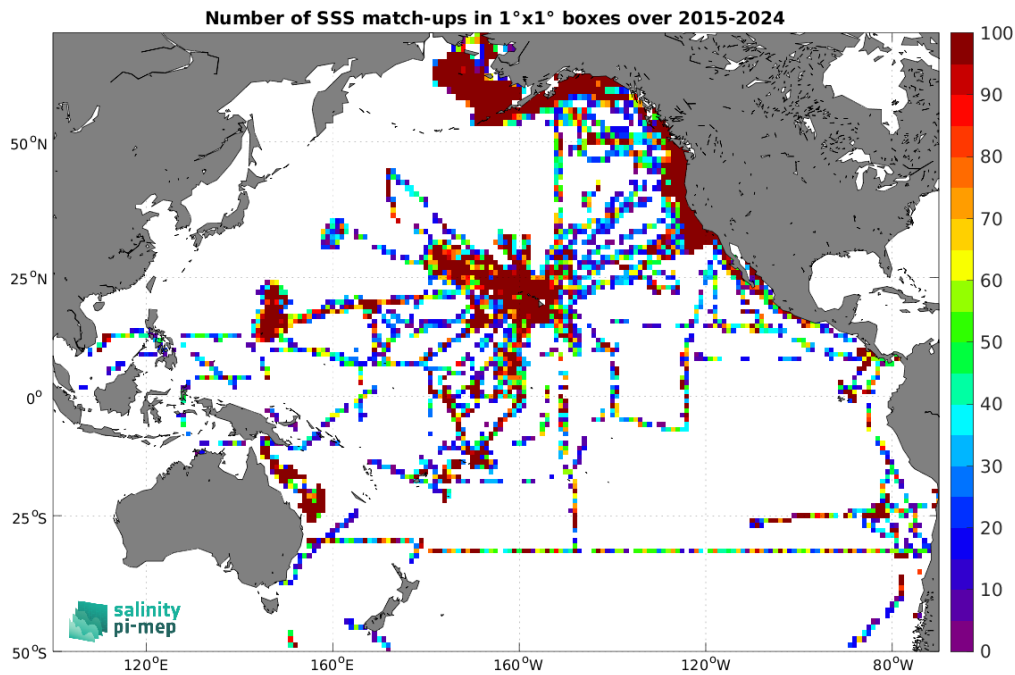 Number of SSS match-ups in 1°x1° boxes over 2015-2024
50°N
25°N
0°
25°S
50°S
120°E
160°E
160°W
120°W
80°W
100
90
80
70
60
50
40
30
20
10
0
salinity
pi-mep